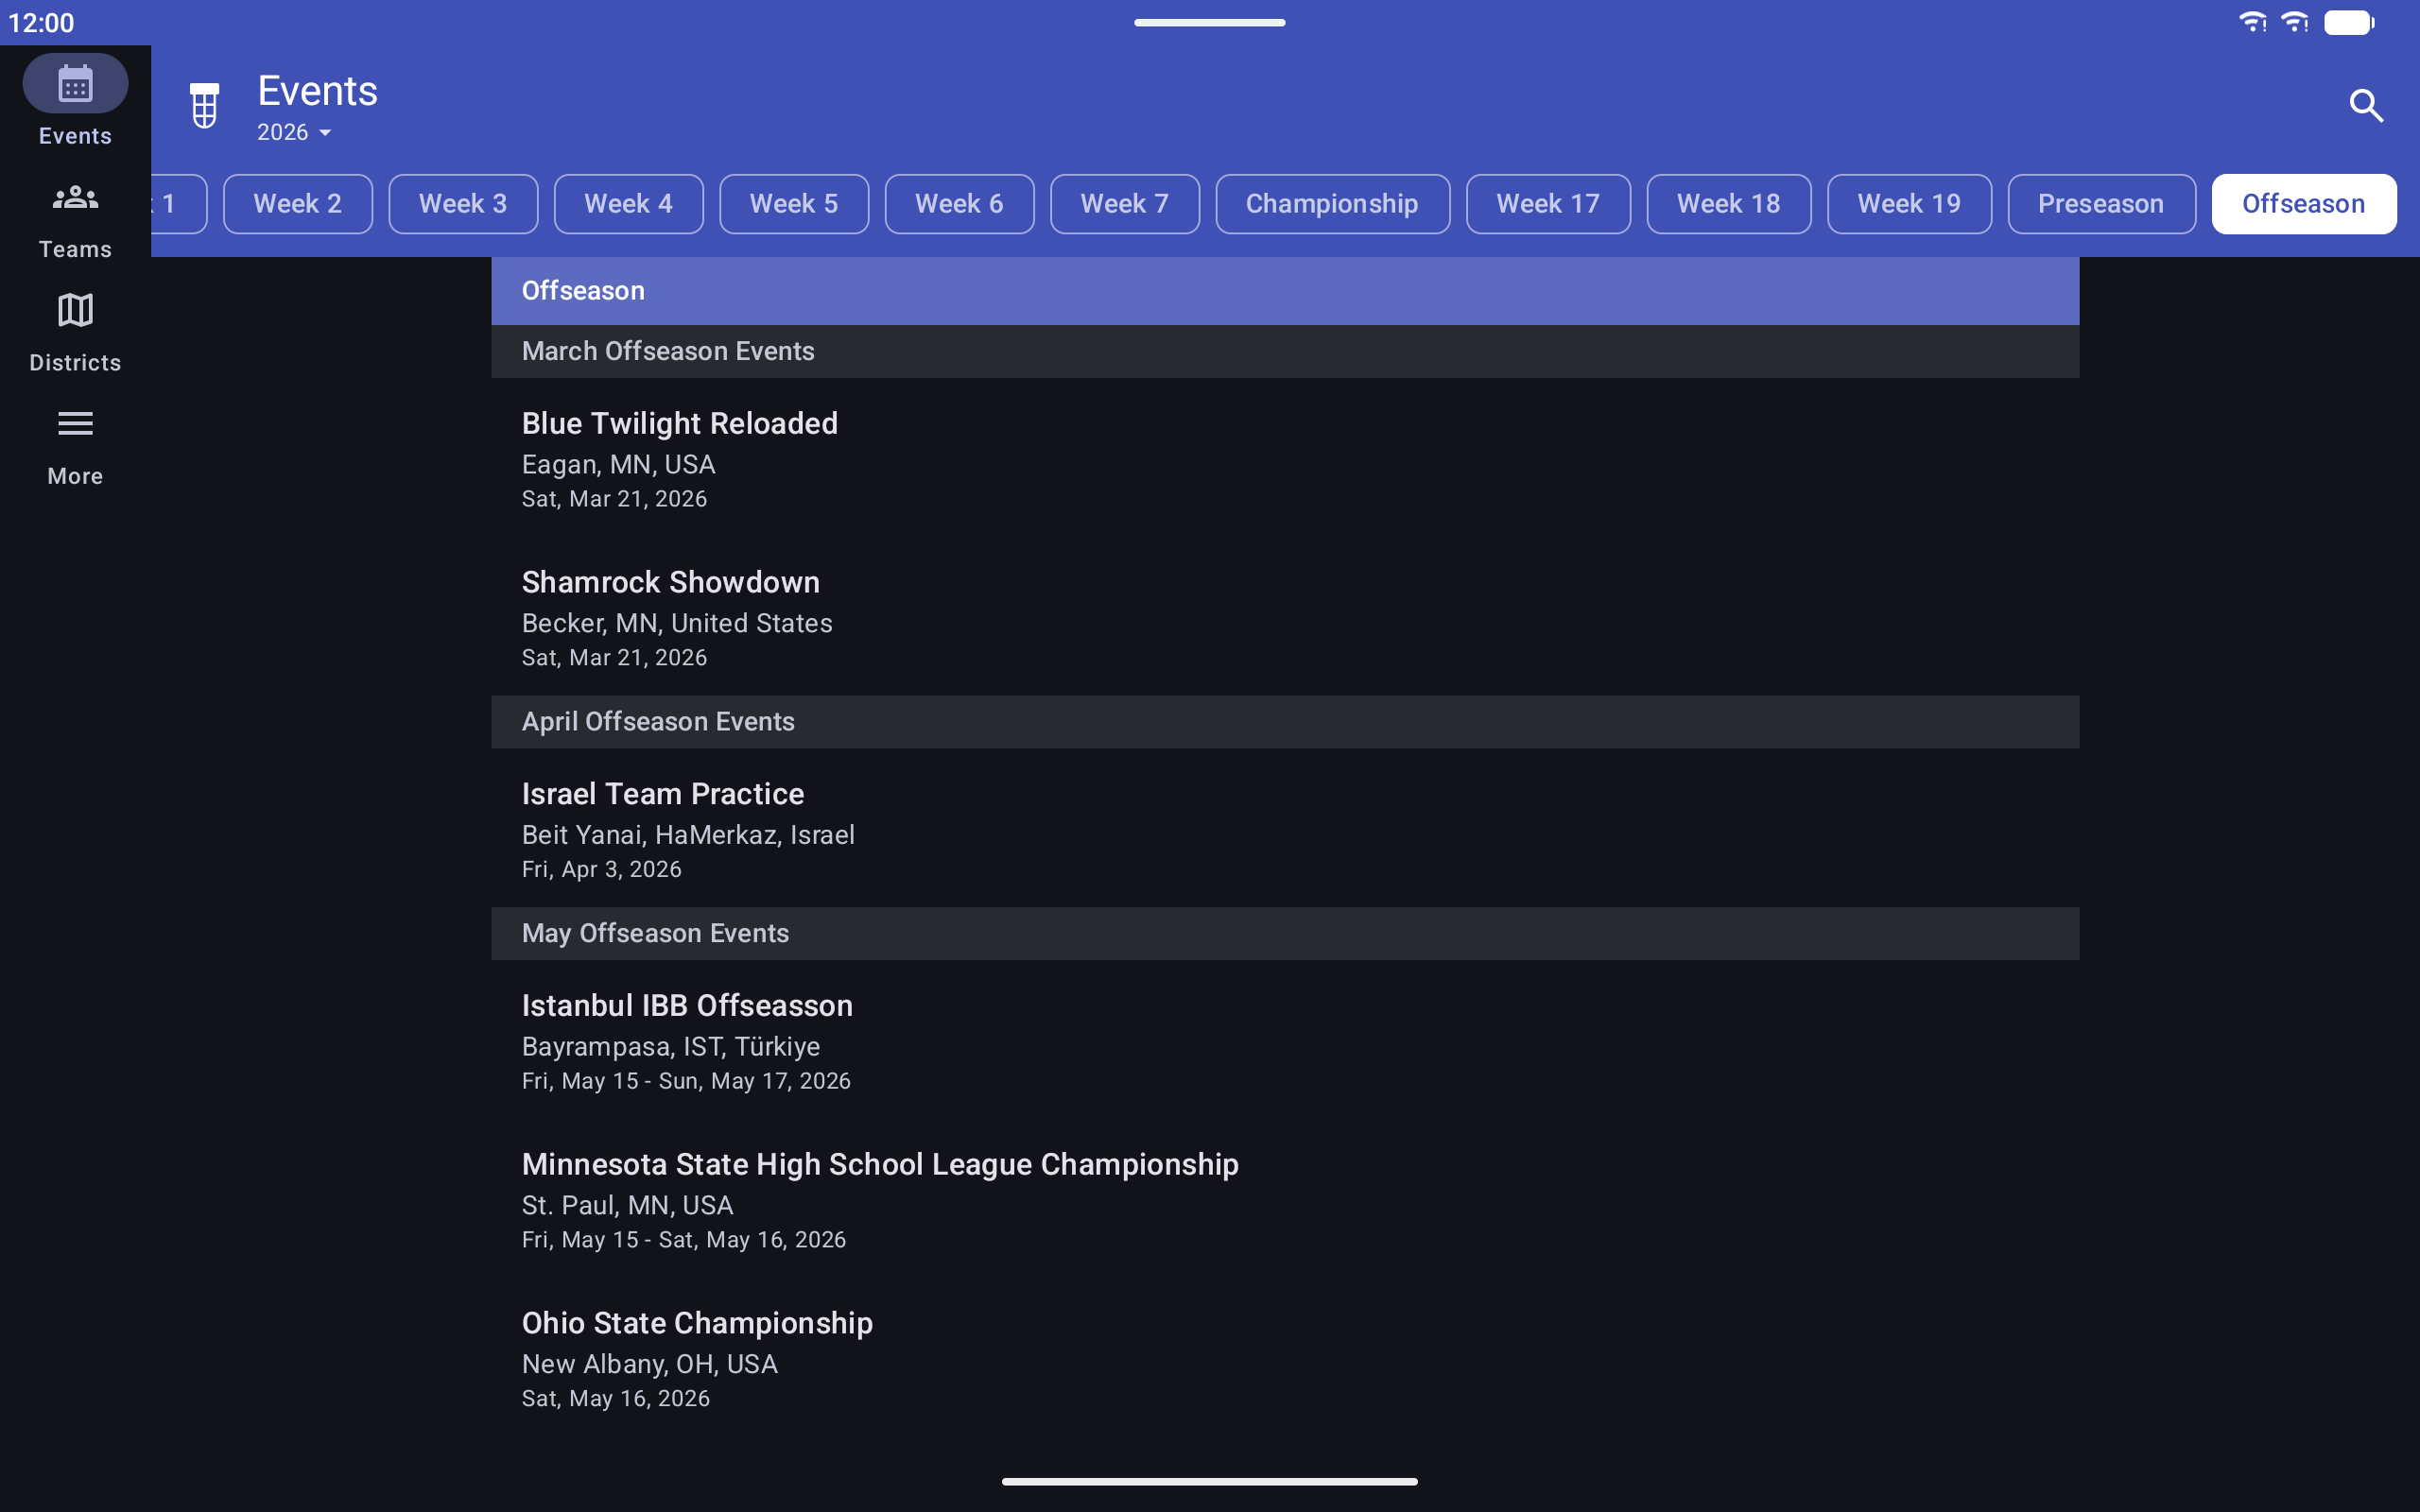 12:00
Events
2026
Events
Teams
Districts
More
1
Week 2
Week 3
Week 4
Week 5
Week 6
Week 7
Championship
Week 17
Week 18
Week 19
Preseason
Offseason
Offseason
March Offseason Events
Blue Twilight Reloaded
Eagan, MN, USA
Sat, Mar 21, 2026
Shamrock Showdown
Becker, MN, United States
Sat, Mar 21, 2026
April Offseason Events
Israel Team Practice
Beit Yanai, HaMerkaz, Israel
Fri, Apr 3, 2026
May Offseason Events
Istanbul IBB Offseasson
Bayrampasa, IST, Türkiye
Fri, May 15 - Sun, May 17, 2026
Minnesota State High School League Championship
St. Paul, MN, USA
Fri, May 15 - Sat, May 16, 2026
Ohio State Championship
New Albany, OH, USA
Sat, May 16, 2026